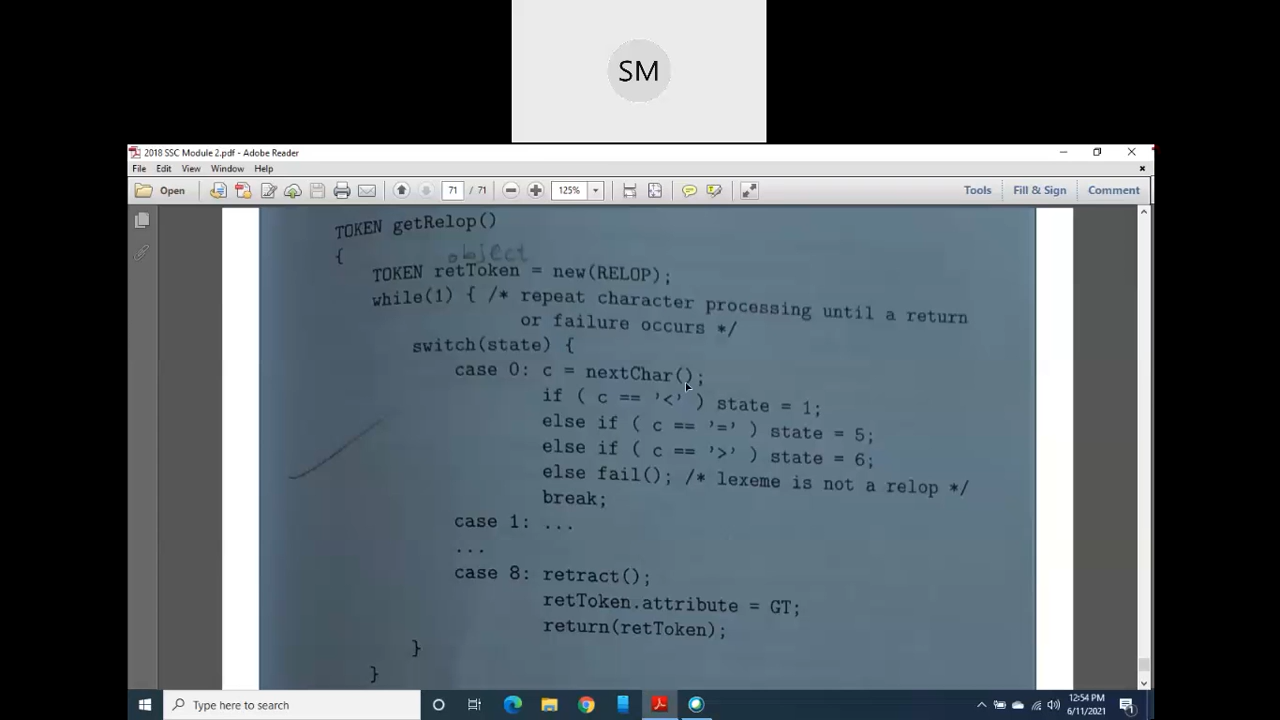 SM
2018 SSC Module 2.pdf - Adobe Reader
File Edit View Window Help
Open 71 / 71 125% Tools Fill & Sign Comment
TOKEN getRelop()
{
object
TOKEN retToken = new(RELOP);
while(1) { /* repeat character processing until a return
or failure occurs */
switch(state) {
case 0: c = nextChar();
if ( c == '<' ) state = 1;
else if ( c == '=' ) state = 5;
else if ( c == '>' ) state = 6;
else fail(); /* lexeme is not a relop */
break;
case 1: ...
...
case 8: retract();
retToken.attribute = GT;
return(retToken);
}
}
Type here to search
12:54 PM
6/11/2021